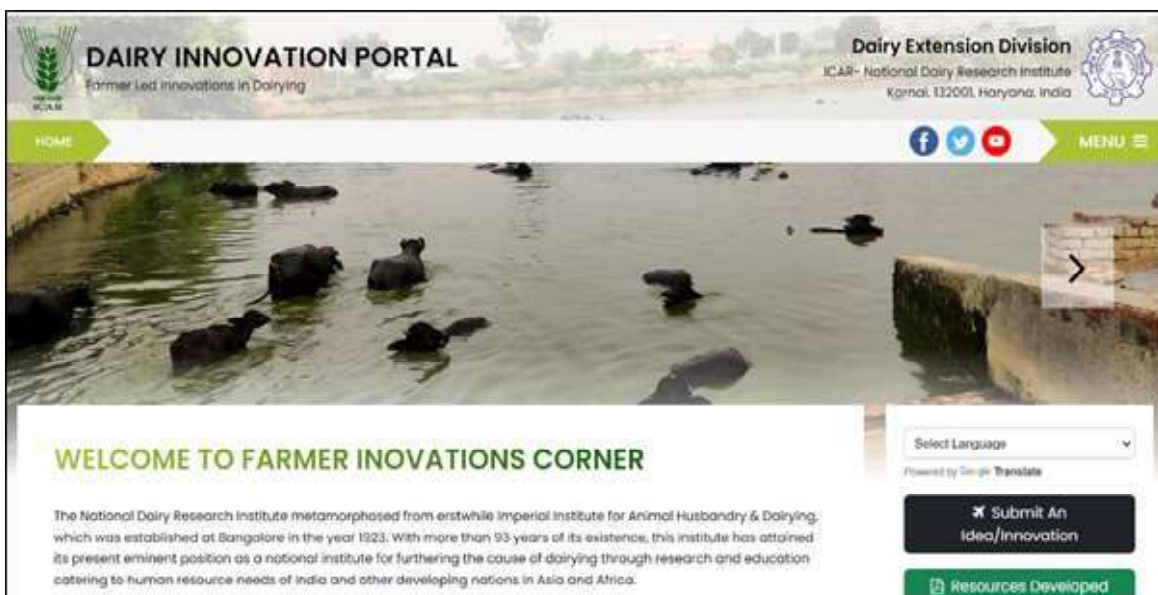 DAIRY INNOVATION PORTAL
Farmer Led Innovations in Dairying
Dairy Extension Division
ICAR- National Dairy Research Institute
Karnal, 132001, Haryana, India
ICAR
HOME
MENU
WELCOME TO FARMER INOVATIONS CORNER
The National Dairy Research Institute metamorphosed from erstwhile Imperial Institute for Animal Husbandry & Dairying,
which was established at Bangalore in the year 1923. With more than 93 years of its existence, this institute has attained
its present eminent position as a national institute for furthering the cause of dairying through research and education
catering to human resource needs of India and other developing nations in Asia and Africa.
Select Language
Powered by Google Translate
Submit An
Idea/Innovation
Resources Developed